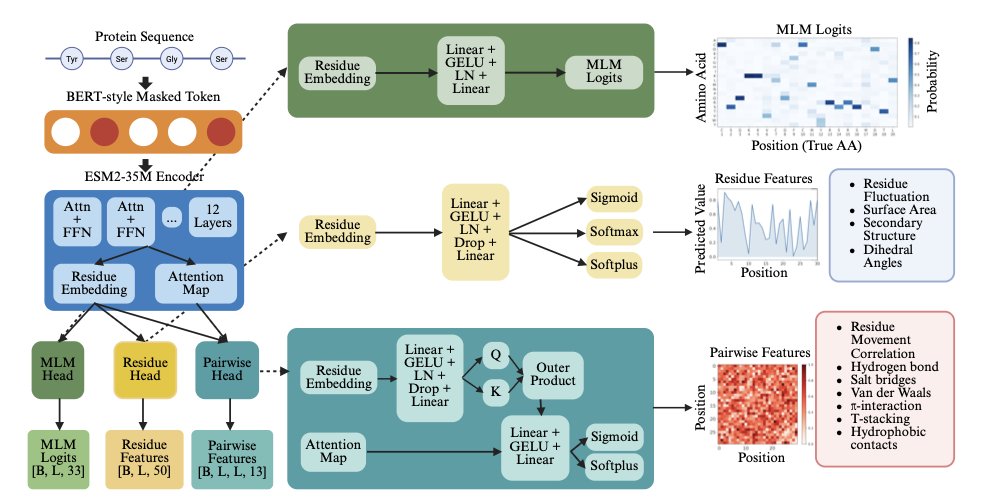 Protein Sequence
Tyr
Ser
Gly
Ser
BERT-style Masked Token
ESM2-35M Encoder
Attn
+
FFN
Attn
+
FFN
...
12
Layers
Residue
Embedding
Attention
Map
MLM
Head
Residue
Head
Pairwise
Head
MLM
Logits
[B, L, 33]
Residue
Features
[B, L, 50]
Pairwise
Features
[B, L, L, 13]
Residue
Embedding
Linear +
GELU +
LN +
Linear
MLM
Logits
MLM Logits
Amino Acid
Position (True AA)
Probability
Residue
Embedding
Linear +
GELU +
LN +
Drop +
Linear
Sigmoid
Softmax
Softplus
Residue Features
Predicted Value
Position
• Residue
Fluctuation
• Surface Area
• Secondary
Structure
• Dihedral
Angles
Residue
Embedding
Linear +
GELU +
LN +
Drop +
Linear
Q
K
Outer
Product
Attention
Map
Linear +
GELU +
Linear
Sigmoid
Softplus
Pairwise Features
Position
Position
• Residue
Movement
Correlation
• Hydrogen bond
• Salt bridges
• Van der Waals
• π-interaction
• T-stacking
• Hydrophobic
contacts